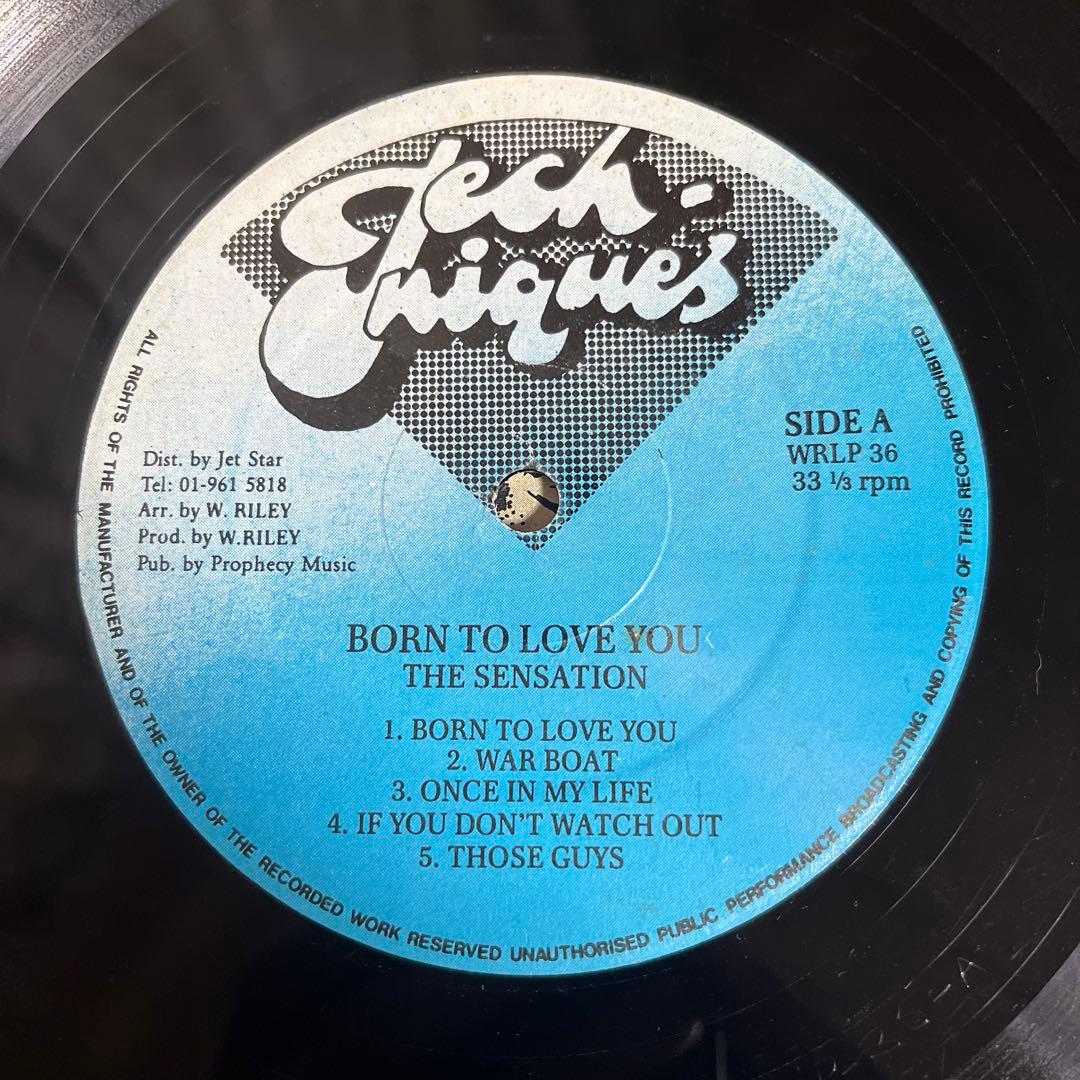 Tech-
niques
SIDE A
WRLP 36
33 ⅓ rpm
Dist. by Jet Star
Tel: 01-961 5818
Arr. by W. RILEY
Prod. by W.RILEY
Pub. by Prophecy Music
BORN TO LOVE YOU
THE SENSATION
1. BORN TO LOVE YOU
2. WAR BOAT
3. ONCE IN MY LIFE
4. IF YOU DON'T WATCH OUT
5. THOSE GUYS
ALL RIGHTS OF THE MANUFACTURER AND OF THE OWNER OF THE RECORDED WORK RESERVED UNAUTHORISED PUBLIC PERFORMANCE BROADCASTING AND COPYING OF THIS RECORD PROHIBITED